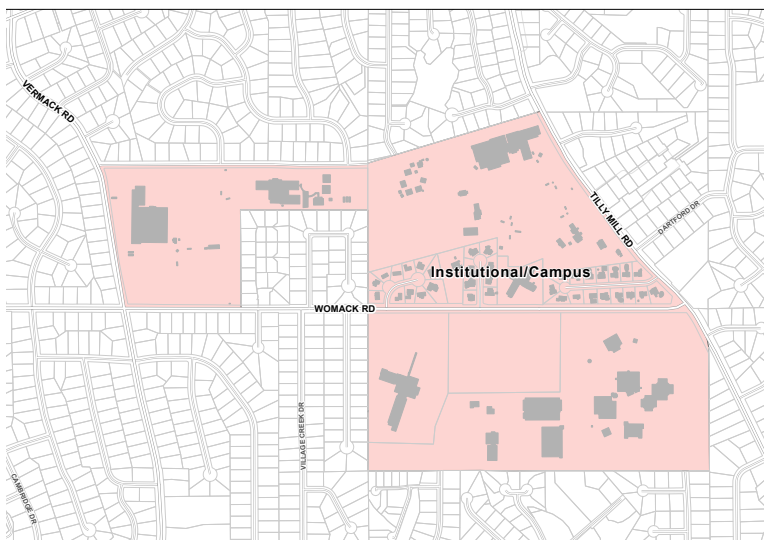 VERMACK RD
TILLY MILL RD
DARTFORD DR
Institutional/Campus
WOMACK RD
VILLAGE CREEK DR
CAMBRIDGE DR